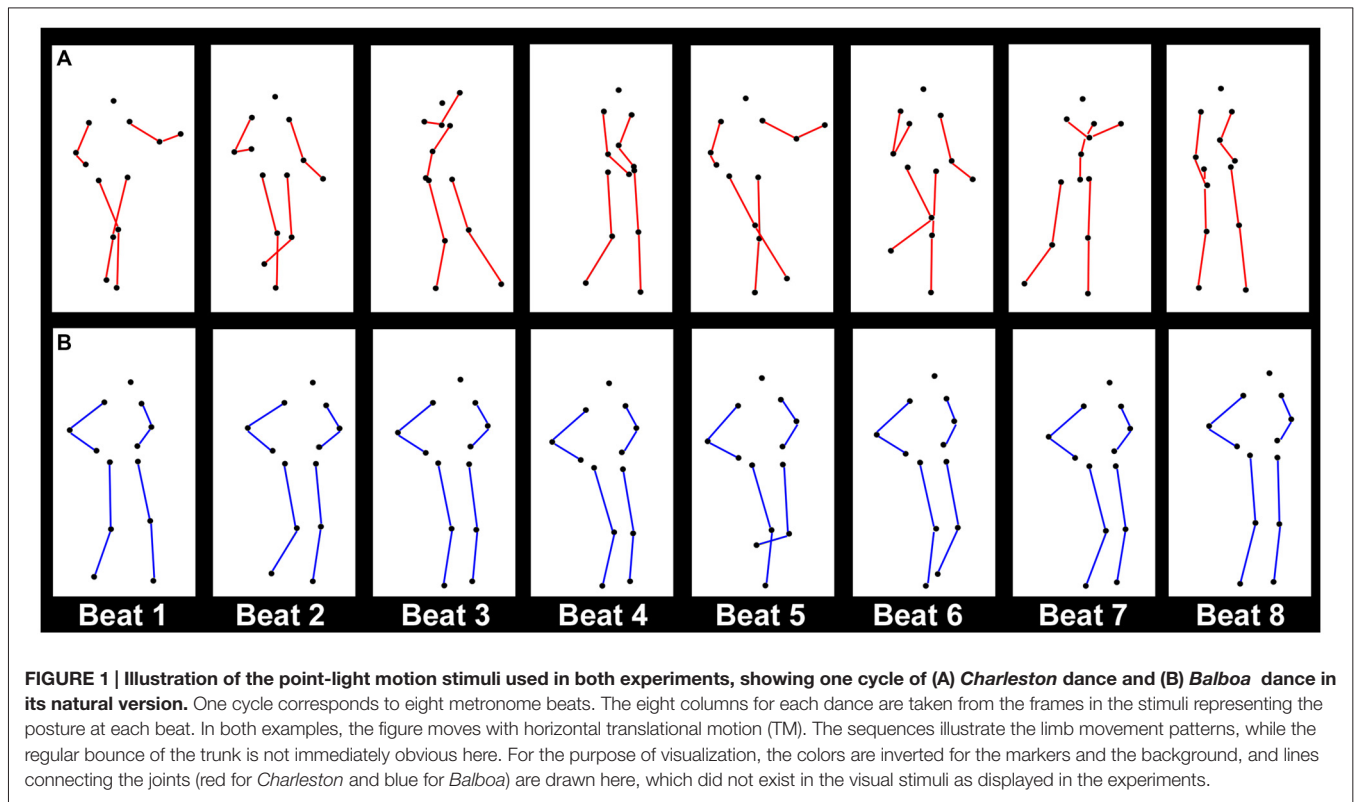 A
B
Beat 1 Beat 2 Beat 3 Beat 4 Beat 5 Beat 6 Beat 7 Beat 8
FIGURE 1 | Illustration of the point-light motion stimuli used in both experiments, showing one cycle of (A) Charleston dance and (B) Balboa dance in
its natural version. One cycle corresponds to eight metronome beats. The eight columns for each dance are taken from the frames in the stimuli representing the
posture at each beat. In both examples, the figure moves with horizontal translational motion (TM). The sequences illustrate the limb movement patterns, while the
regular bounce of the trunk is not immediately obvious here. For the purpose of visualization, the colors are inverted for the markers and the background, and lines
connecting the joints (red for Charleston and blue for Balboa) are drawn here, which did not exist in the visual stimuli as displayed in the experiments.